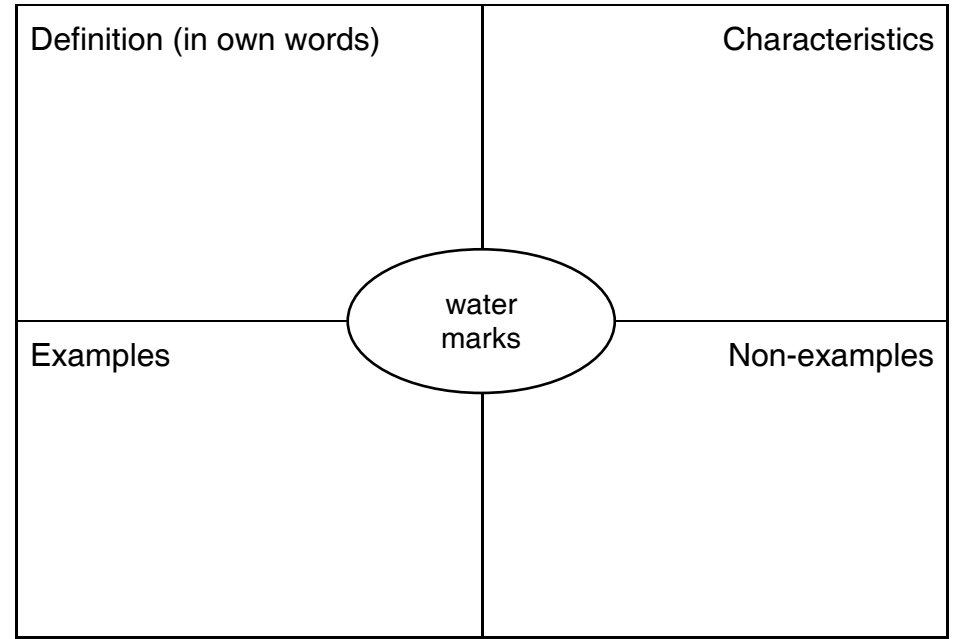 Definition (in own words)
Characteristics
water
marks
Examples
Non-examples